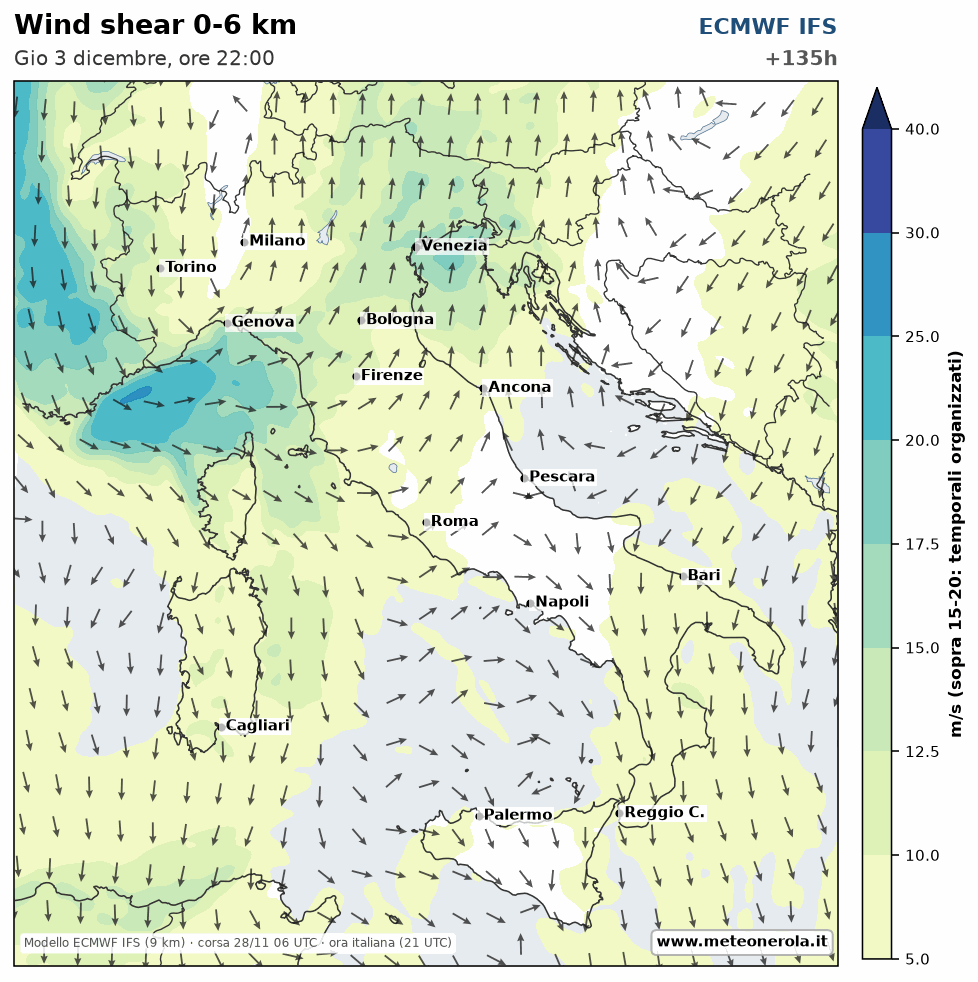 Wind shear 0-6 km
ECMWF IFS
Gio 3 dicembre, ore 22:00
+135h
Milano
Venezia
Torino
Genova
Bologna
Firenze
Ancona
Pescara
Roma
Bari
Napoli
Cagliari
Palermo
Reggio C.
Modello ECMWF IFS (9 km) · corsa 28/11 06 UTC · ora italiana (21 UTC)
www.meteonerola.it
40.0
30.0
25.0
20.0
17.5
15.0
12.5
10.0
5.0
m/s (sopra 15-20: temporali organizzati)